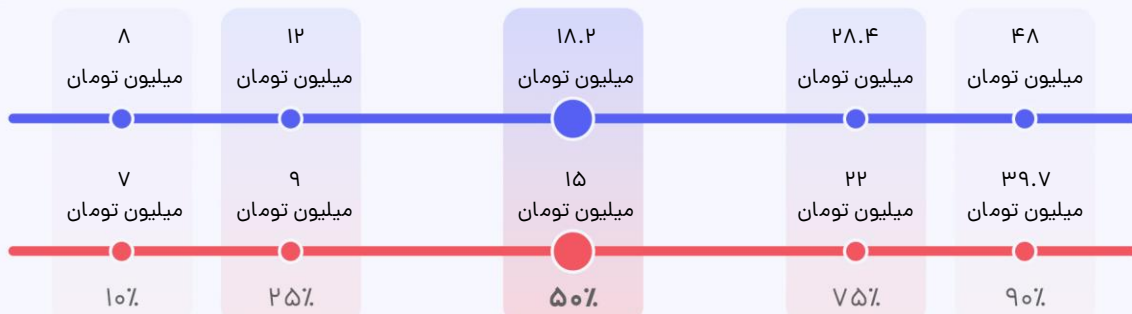 ۸ ۱۲ ۱۸.۲ ۲۸.۴ ۴۸
میلیون تومان میلیون تومان میلیون تومان میلیون تومان میلیون تومان
۷ ۹ ۱۵ ۲۲ ۳۹.۷
میلیون تومان میلیون تومان میلیون تومان میلیون تومان میلیون تومان
۱۰٪ ۲۵٪ ۵۰٪ ۷۵٪ ۹۰٪